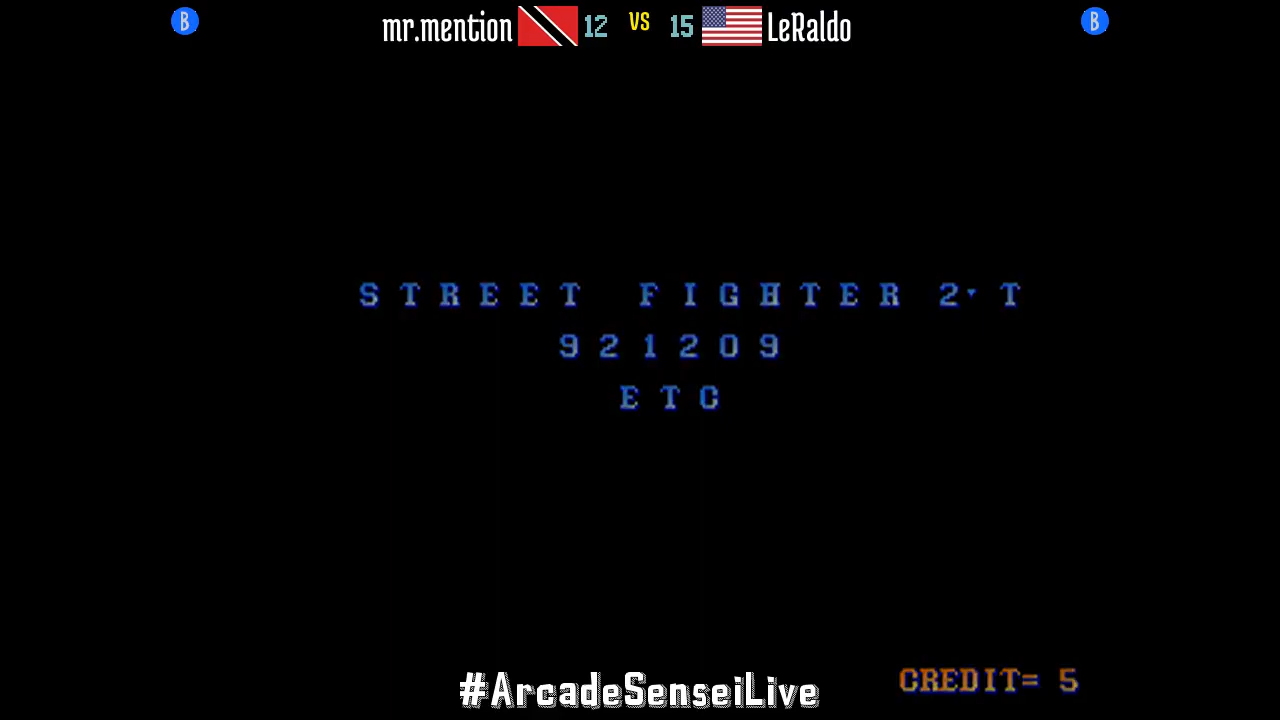 B mr.mention 12 VS 15 LeRaldo B
STREET FIGHTER 2' T
921209
ETC
#ArcadeSenseiLive
CREDIT= 5